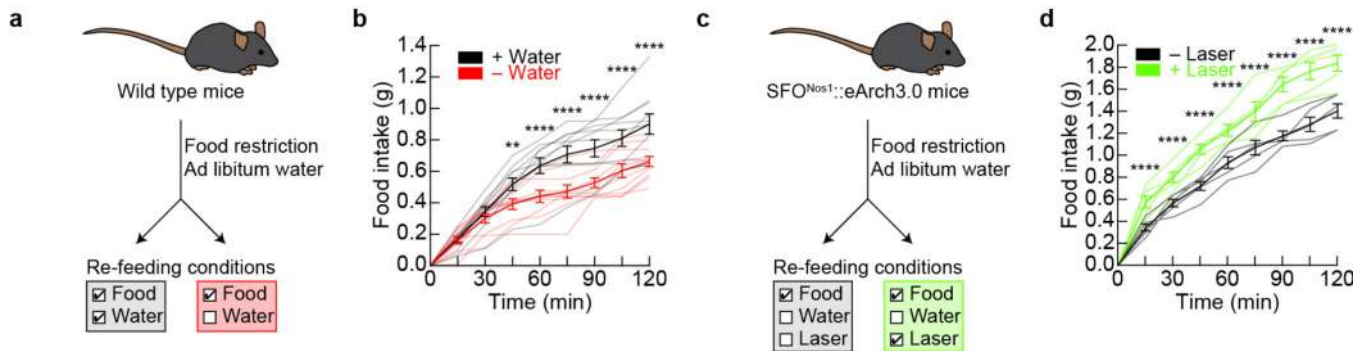 a
Wild type mice
Food restriction
Ad libitum water
Re-feeding conditions
Food
Water
Food
Water
b
+ Water
– Water
**
****
****
****
****
****
Food intake (g)
1.4
1.2
1.0
0.8
0.6
0.4
0.2
0.0
0
30
60
90
120
Time (min)
c
SFOᴺᵒˢ¹::eArch3.0 mice
Food restriction
Ad libitum water
Re-feeding conditions
Food
Water
Laser
Food
Water
Laser
d
– Laser
+ Laser
****
****
****
****
****
****
****
****
Food intake (g)
2.0
1.8
1.6
1.4
1.2
1.0
0.8
0.6
0.4
0.2
0.0
0
30
60
90
120
Time (min)